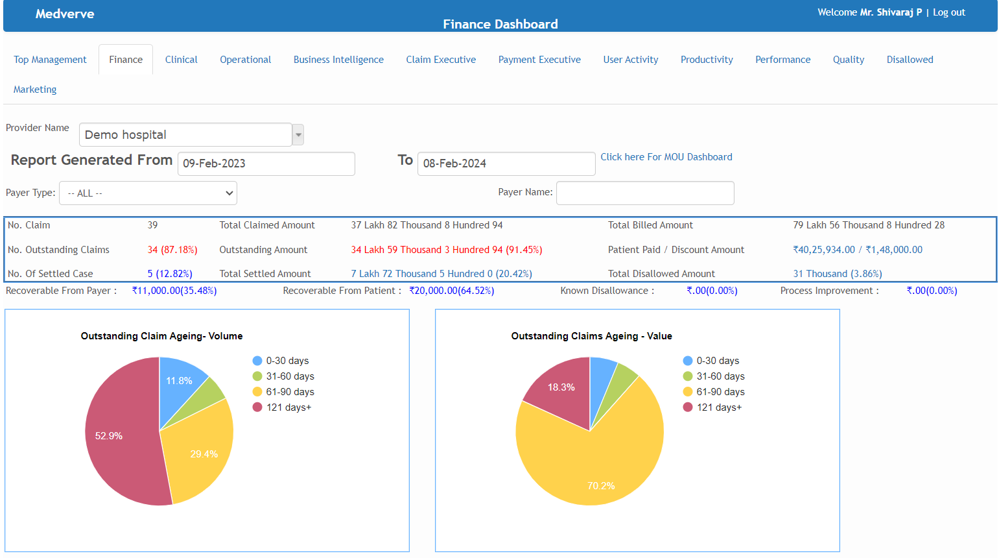 Medverve
Welcome Mr. Shivaraj P | Log out
Finance Dashboard
Top Management Finance Clinical Operational Business Intelligence Claim Executive Payment Executive User Activity Productivity Performance Quality Disallowed
Marketing
Provider Name Demo hospital
Report Generated From 09-Feb-2023 To 08-Feb-2024 Click here For MOU Dashboard
Payer Type: -- ALL -- Payer Name:
No. Claim 39 Total Claimed Amount 37 Lakh 82 Thousand 8 Hundred 94 Total Billed Amount 79 Lakh 56 Thousand 8 Hundred 28
No. Outstanding Claims 34 (87.18%) Outstanding Amount 34 Lakh 59 Thousand 3 Hundred 94 (91.45%) Patient Paid / Discount Amount ₹40,25,934.00 / ₹1,48,000.00
No. Of Settled Case 5 (12.82%) Total Settled Amount 7 Lakh 72 Thousand 5 Hundred 0 (20.42%) Total Disallowed Amount 31 Thousand (3.86%)
Recoverable From Payer : ₹11,000.00(35.48%) Recoverable From Patient : ₹20,000.00(64.52%) Known Disallowance : ₹.00(0.00%) Process Improvement : ₹.00(0.00%)
Outstanding Claim Ageing- Volume
0-30 days
31-60 days
61-90 days
121 days+
11.8%
52.9%
29.4%
Outstanding Claims Ageing - Value
0-30 days
31-60 days
61-90 days
121 days+
18.3%
70.2%